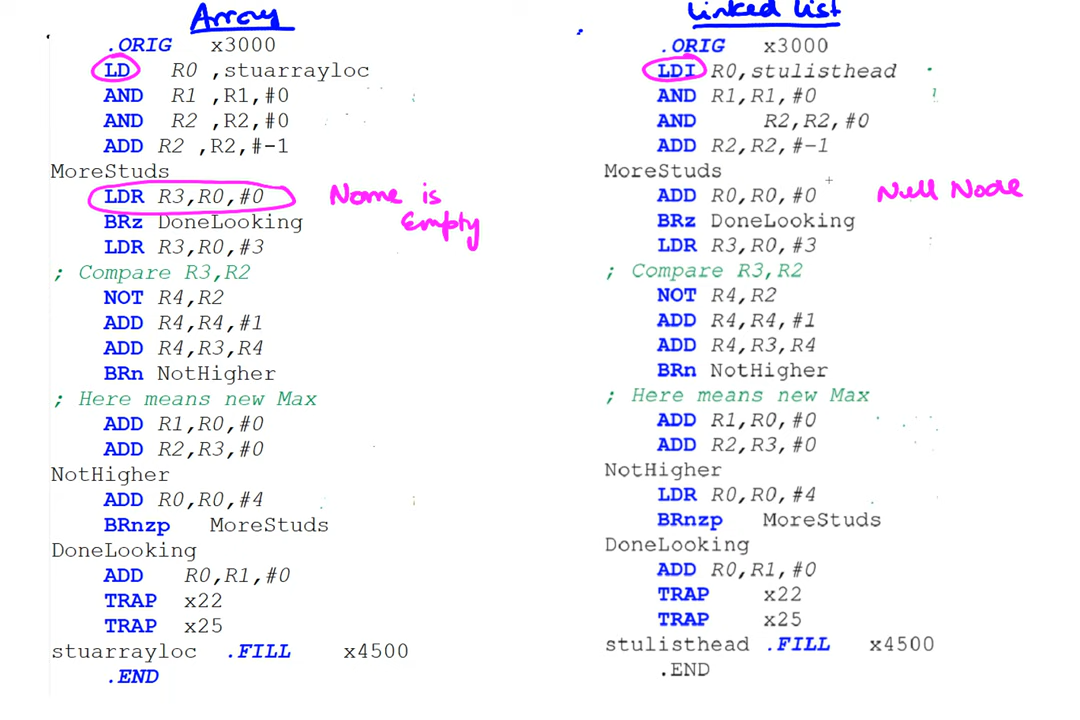 Array
.ORIG x3000
LD R0 ,stuarrayloc
AND R1 ,R1,#0
AND R2 ,R2,#0
ADD R2 ,R2,#-1
MoreStuds
LDR R3,R0,#0
Name is
Empty
BRz DoneLooking
LDR R3,R0,#3
; Compare R3,R2
NOT R4,R2
ADD R4,R4,#1
ADD R4,R3,R4
BRn NotHigher
; Here means new Max
ADD R1,R0,#0
ADD R2,R3,#0
NotHigher
ADD R0,R0,#4
BRnzp MoreStuds
DoneLooking
ADD R0,R1,#0
TRAP x22
TRAP x25
stuarrayloc .FILL x4500
.END
Linked list
.ORIG x3000
LDI R0,stulisthead
AND R1,R1,#0
AND R2,R2,#0
ADD R2,R2,#-1
MoreStuds
ADD R0,R0,#0
Null Node
BRz DoneLooking
LDR R3,R0,#3
; Compare R3,R2
NOT R4,R2
ADD R4,R4,#1
ADD R4,R3,R4
BRn NotHigher
; Here means new Max
ADD R1,R0,#0
ADD R2,R3,#0
NotHigher
LDR R0,R0,#4
BRnzp MoreStuds
DoneLooking
ADD R0,R1,#0
TRAP x22
TRAP x25
stulisthead .FILL x4500
.END